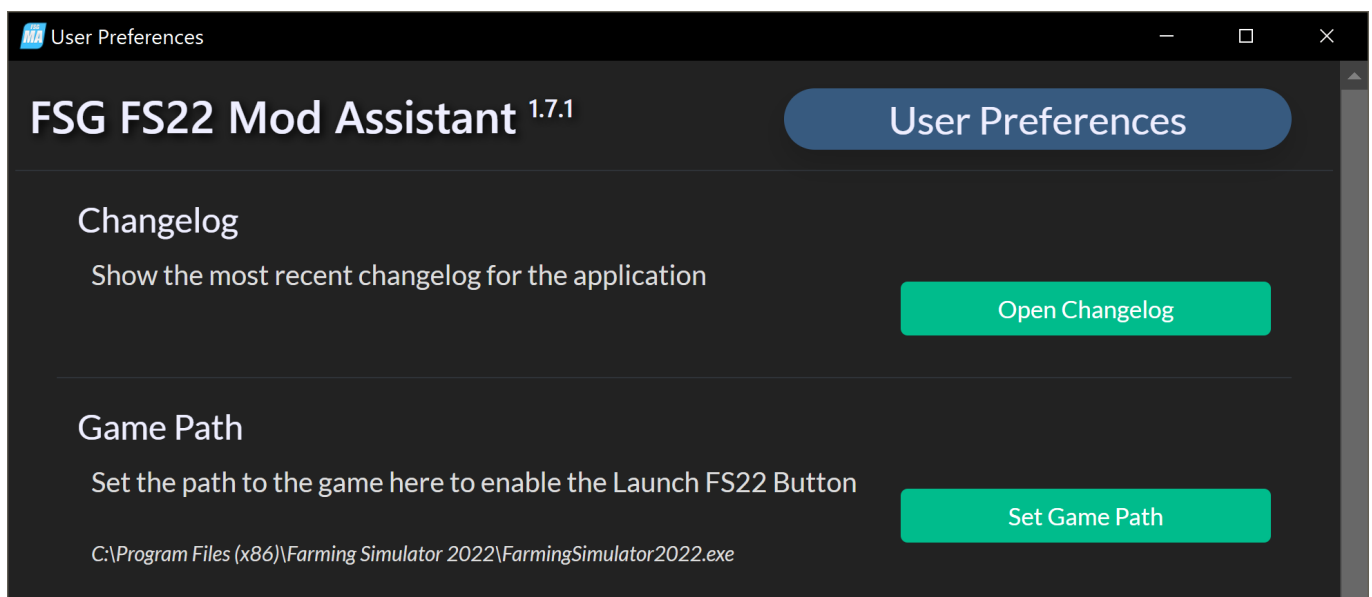 FSG
MA
User Preferences
FSG FS22 Mod Assistant 1.7.1
User Preferences
Changelog
Show the most recent changelog for the application
Open Changelog
Game Path
Set the path to the game here to enable the Launch FS22 Button
Set Game Path
C:\Program Files (x86)\Farming Simulator 2022\FarmingSimulator2022.exe